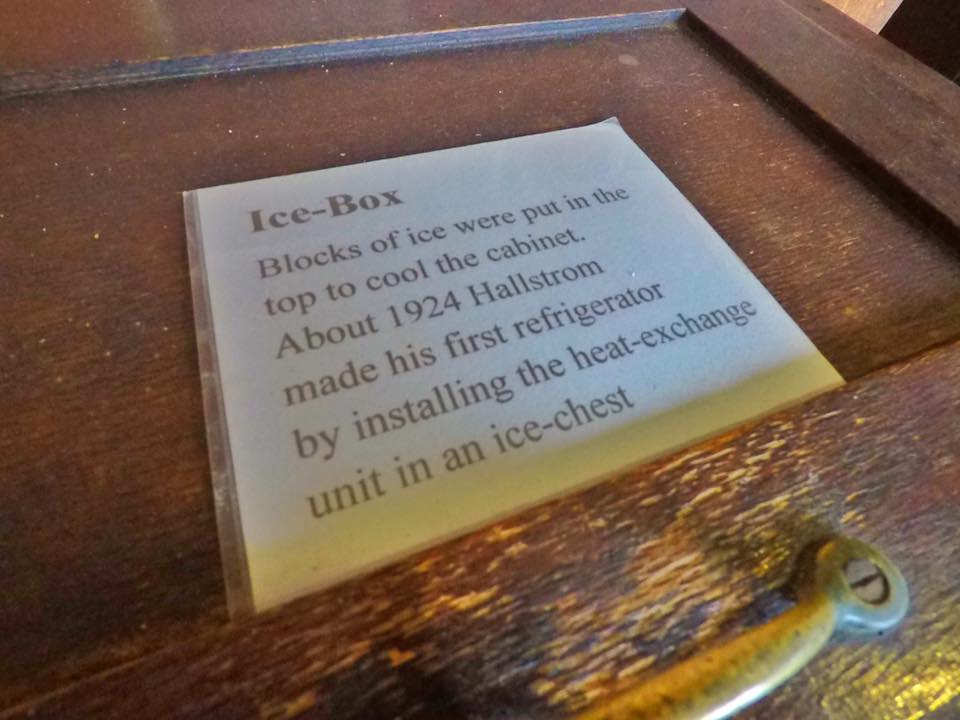 Ice-Box
Blocks of ice were put in the
top to cool the cabinet.
About 1924 Hallstrom
made his first refrigerator
by installing the heat-exchange
unit in an ice-chest